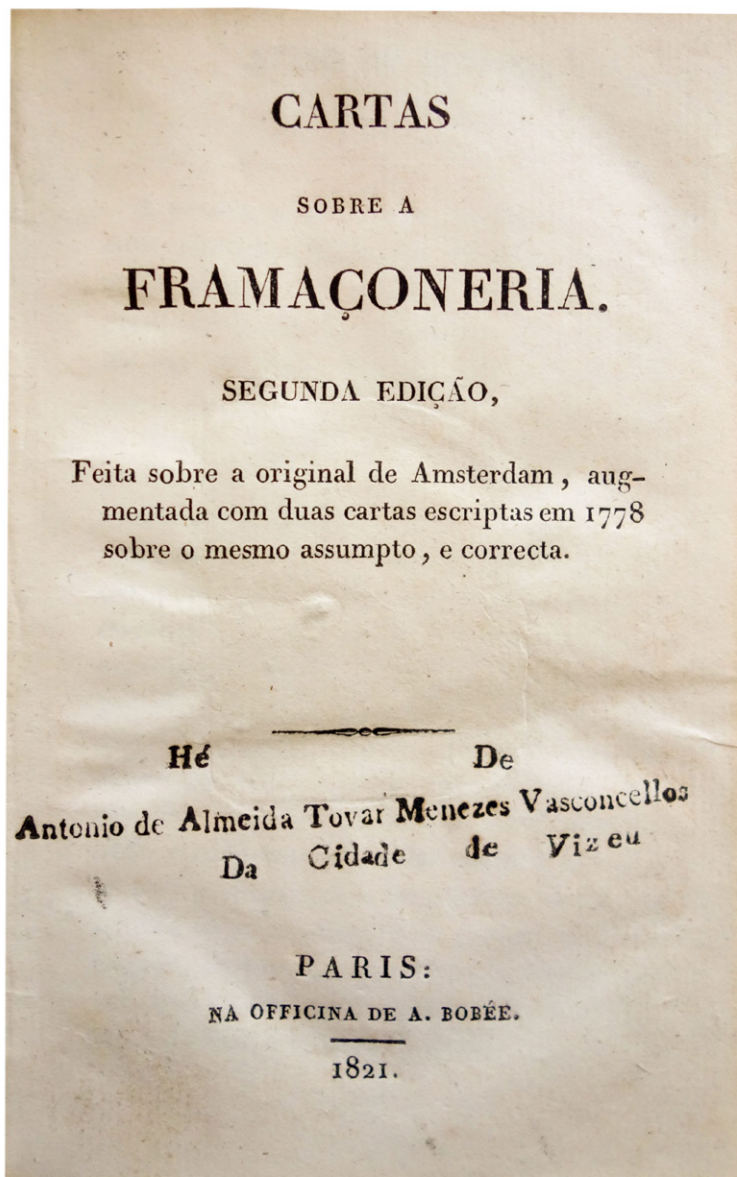 CARTAS
SOBRE A
FRAMAÇONERIA.
SEGUNDA EDIÇÃO,
Feita sobre a original de Amsterdam, aug-
mentada com duas cartas escriptas em 1778
sobre o mesmo assumpto, e correcta.
Hé De
Antonio de Almeida Tovar Menezes Vasconcellos
Da Cidade de Vizeu
PARIS:
NA OFFICINA DE A. BOBÉE.
1821.